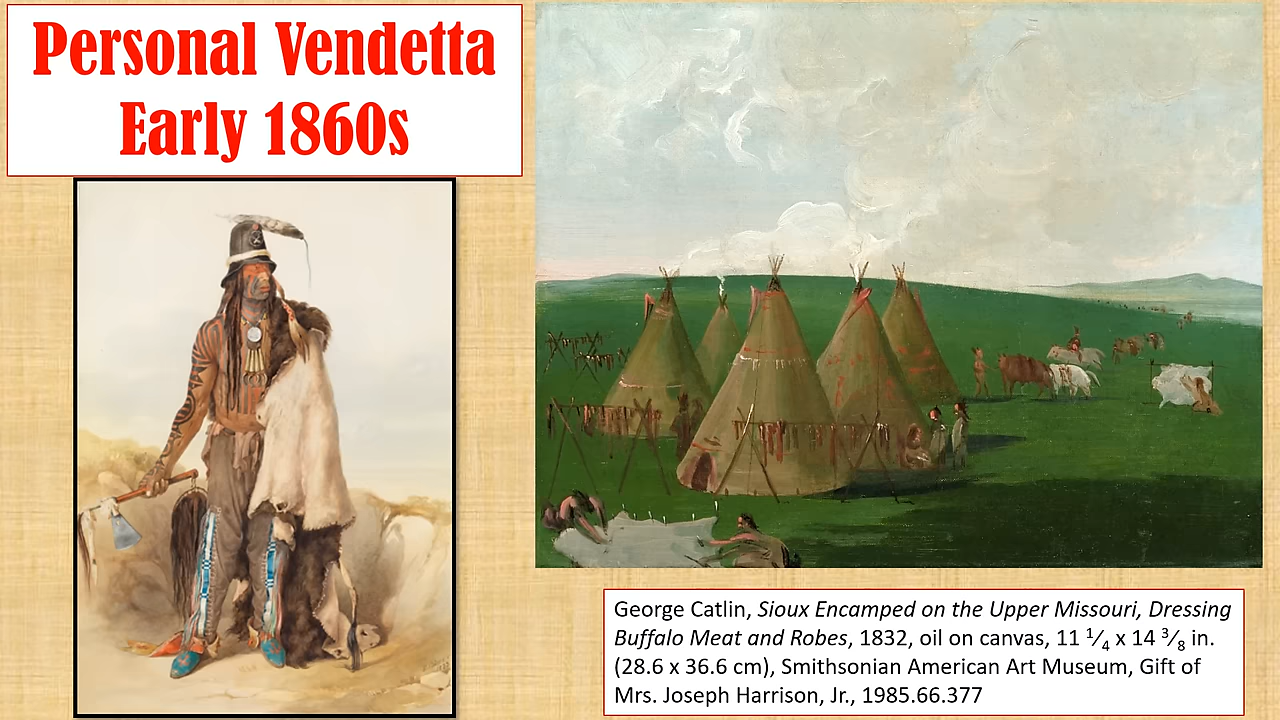 Personal Vendetta
Early 1860s
George Catlin, Sioux Encamped on the Upper Missouri, Dressing
Buffalo Meat and Robes, 1832, oil on canvas, 11 ¹⁄₄ x 14 ³⁄₈ in.
(28.6 x 36.6 cm), Smithsonian American Art Museum, Gift of
Mrs. Joseph Harrison, Jr., 1985.66.377